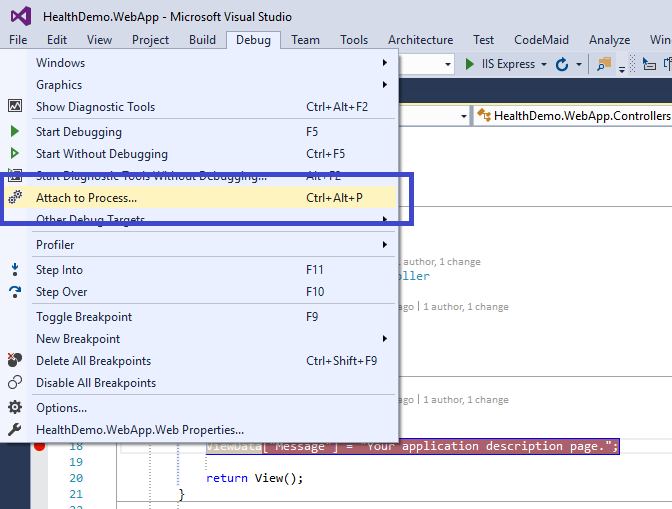 HealthDemo.WebApp - Microsoft Visual Studio
File Edit View Project Build Debug Team Tools Architecture Test CodeMaid Analyze Win
IIS Express
HealthDemo.WebApp.Controllers
Windows
Graphics
Show Diagnostic Tools Ctrl+Alt+F2
Start Debugging F5
Start Without Debugging Ctrl+F5
Start Diagnostic Tools Without Debugging... Alt+F2
Attach to Process... Ctrl+Alt+P
Other Debug Targets
Profiler
1 author, 1 change
oller
Step Into F11
Step Over F10
ago | 1 author, 1 change
Toggle Breakpoint F9
New Breakpoint
Delete All Breakpoints Ctrl+Shift+F9
Disable All Breakpoints
ago | 1 author, 1 change
Options...
HealthDemo.WebApp.Web Properties...
18 ViewData["Message"] = "Your application description page.";
19
20 return View();
21 }